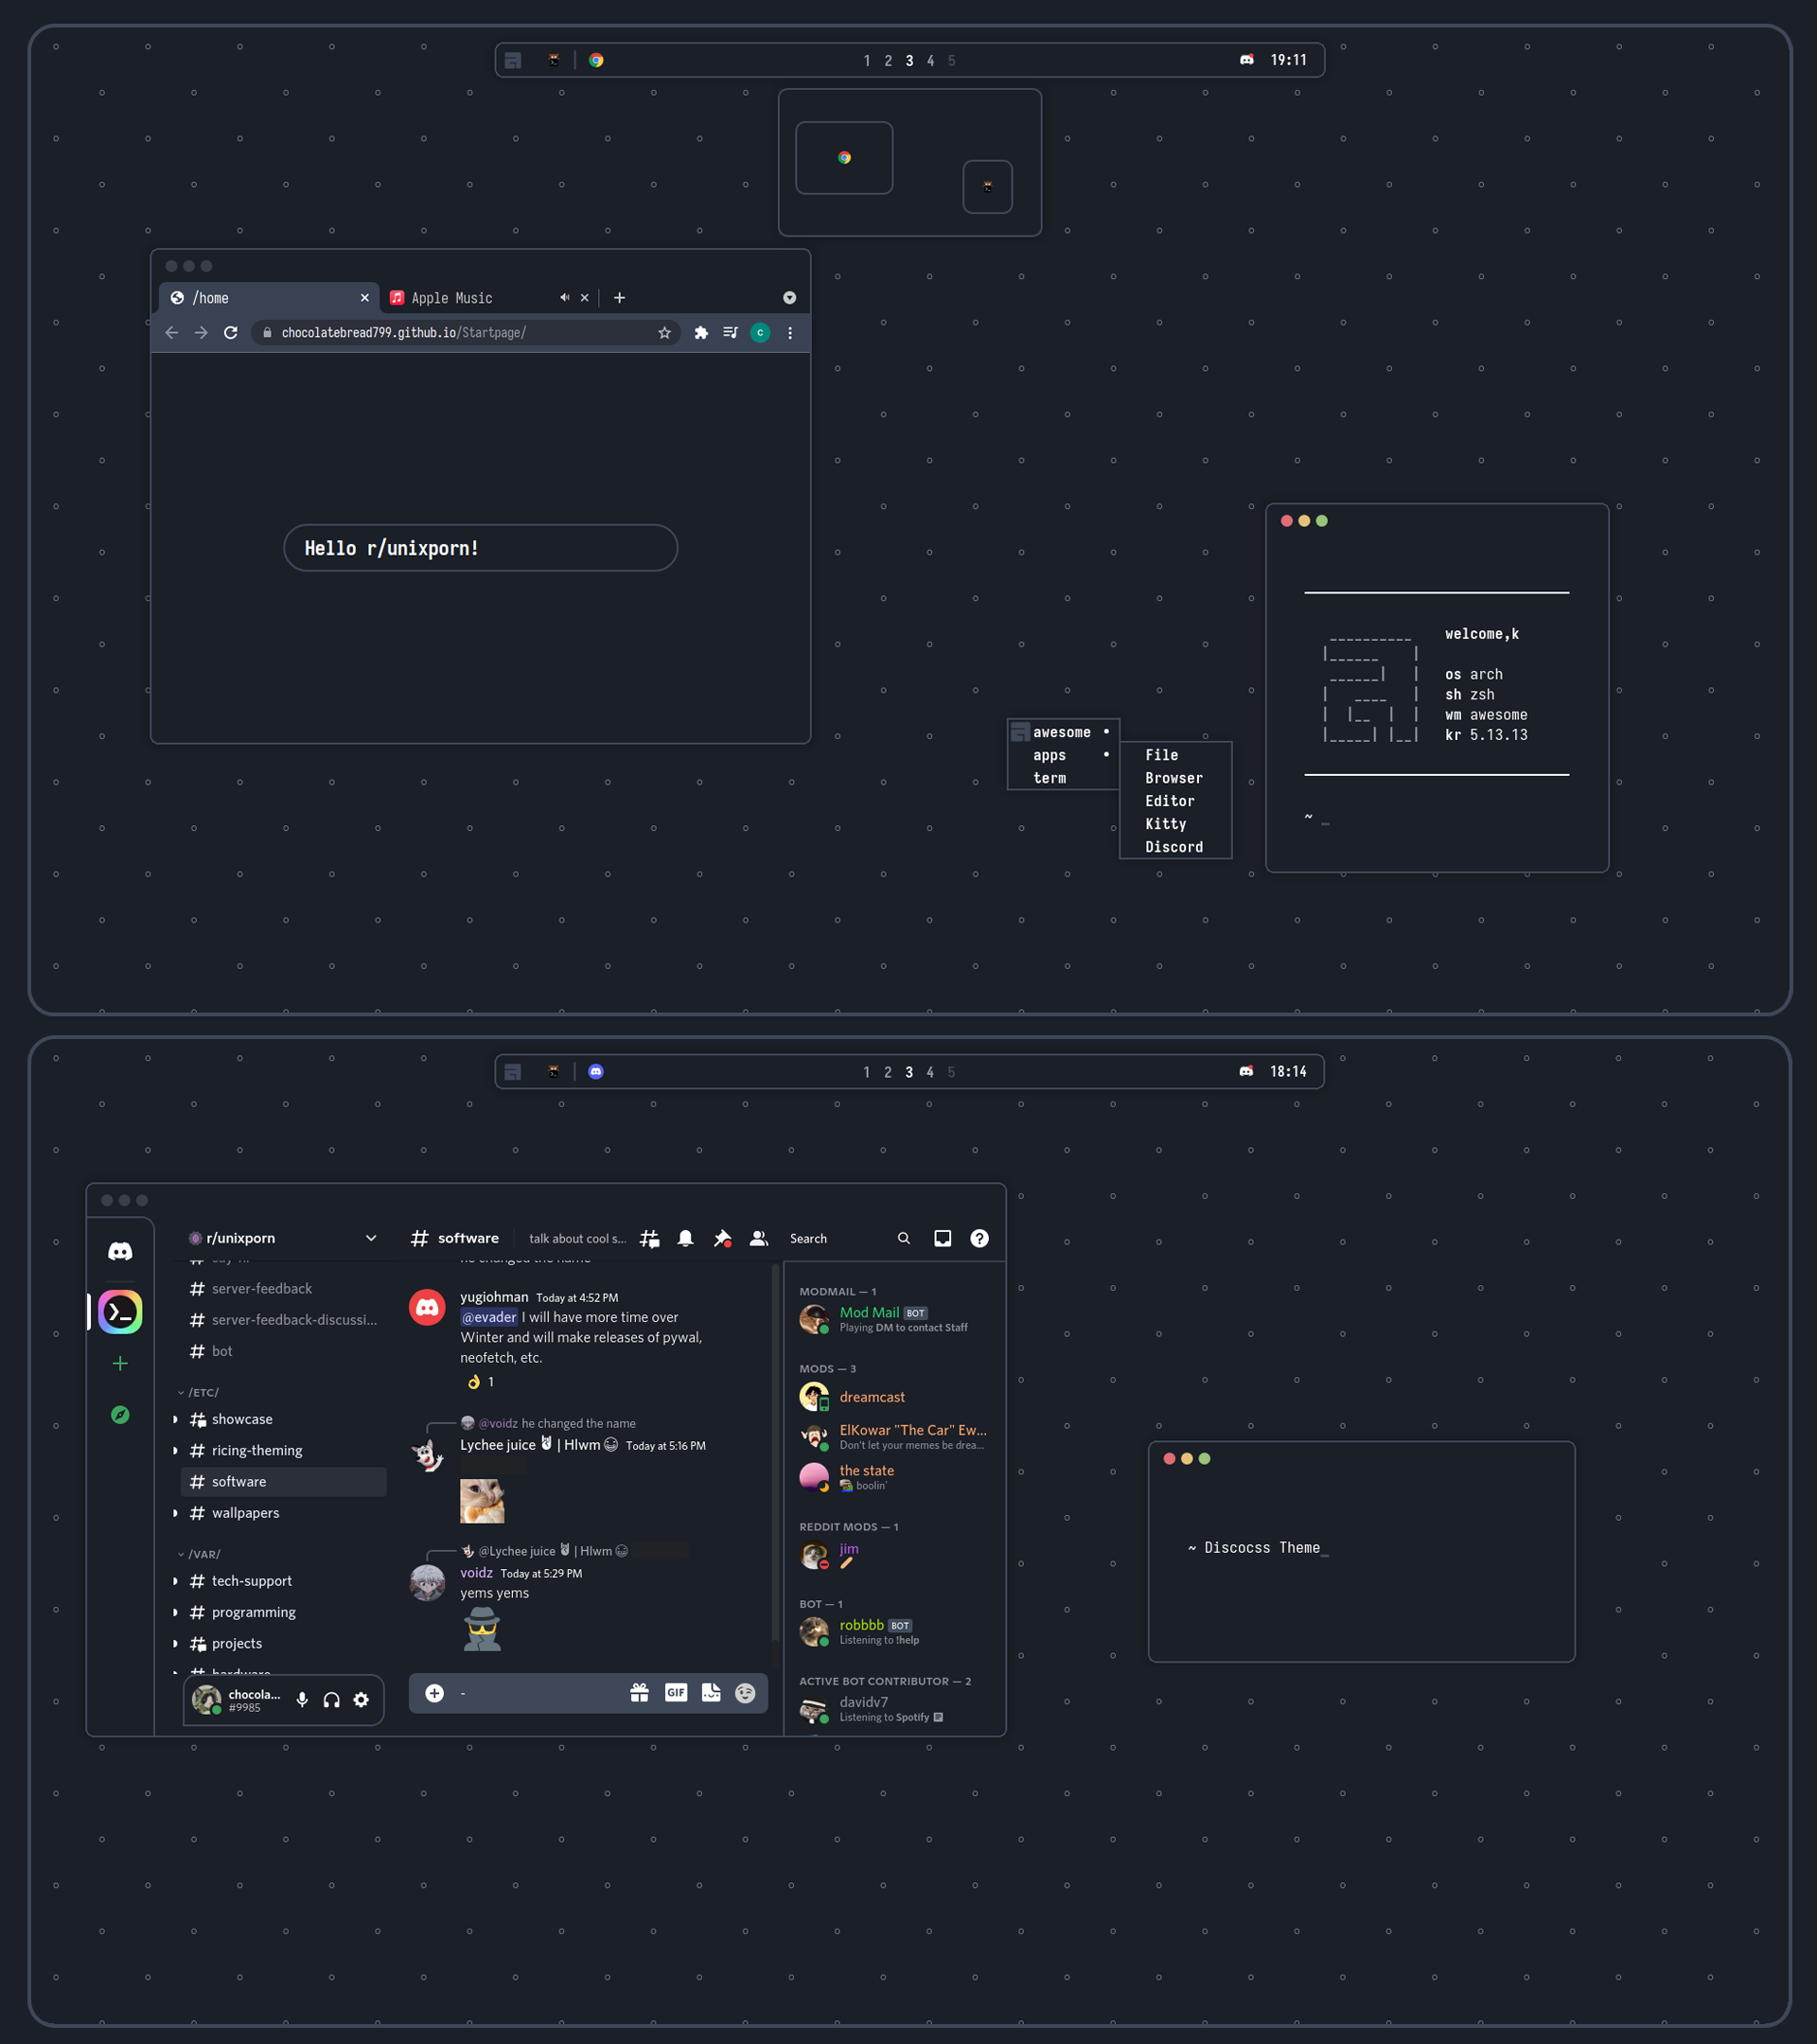 1 2 3 4 5
19:11
/home
Apple Music
chocolatebread799.github.io/Startpage/
C
Hello r/unixporn!
welcome,k
os arch
sh zsh
wm awesome
kr 5.13.13
~ _
awesome
apps
term
File
Browser
Editor
Kitty
Discord
1 2 3 4 5
18:14
r/unixporn
server-feedback
server-feedback-discussi...
bot
/ETC/
showcase
ricing-theming
software
wallpapers
/VAR/
tech-support
programming
projects
hardware
chocola...
#9985
# software
talk about cool s...
Search
he changed the name
yugiohman Today at 4:52 PM
@evader I will have more time over
Winter and will make releases of pywal,
neofetch, etc.
1
@voidz he changed the name
Lychee juice | Hlwm Today at 5:16 PM
@Lychee juice | Hlwm
voidz Today at 5:29 PM
yems yems
-
GIF
MODMAIL — 1
Mod Mail BOT
Playing DM to contact Staff
MODS — 3
dreamcast
ElKowar "The Car" Ew...
Don't let your memes be drea...
the state
boolin'
REDDIT MODS — 1
jim
BOT — 1
robbbb BOT
Listening to !help
ACTIVE BOT CONTRIBUTOR — 2
davidv7
Listening to Spotify
~ Discocss Theme_